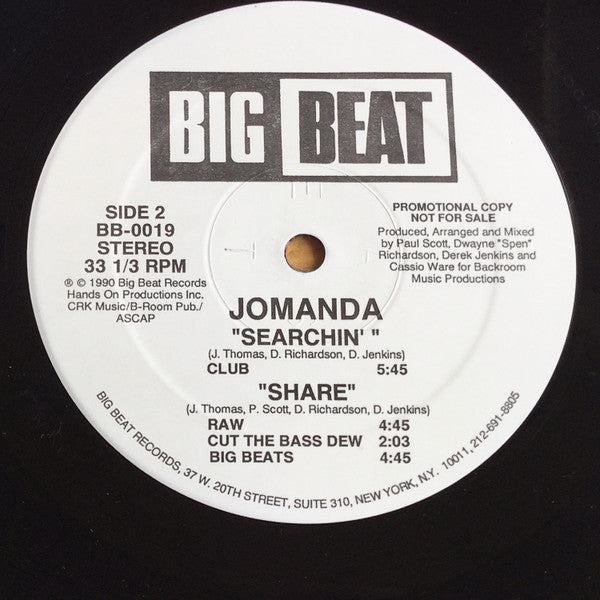 BIG BEAT
SIDE 2
BB-0019
STEREO
33 1/3 RPM
℗ © 1990 Big Beat Records
Hands On Productions Inc.
CRK Music/B-Room Pub./
ASCAP
PROMOTIONAL COPY
NOT FOR SALE
Produced, Arranged and Mixed
by Paul Scott, Dwayne "Spen"
Richardson, Derek Jenkins and
Cassio Ware for Backroom
Music Productions
JOMANDA
"SEARCHIN' "
(J. Thomas, D. Richardson, D. Jenkins)
CLUB 5:45
"SHARE"
(J. Thomas, P. Scott, D. Richardson, D. Jenkins)
RAW 4:45
CUT THE BASS DEW 2:03
BIG BEATS 4:45
BIG BEAT RECORDS, 37 W. 20TH STREET, SUITE 310, NEW YORK, N.Y. 10011, 212-691-8805